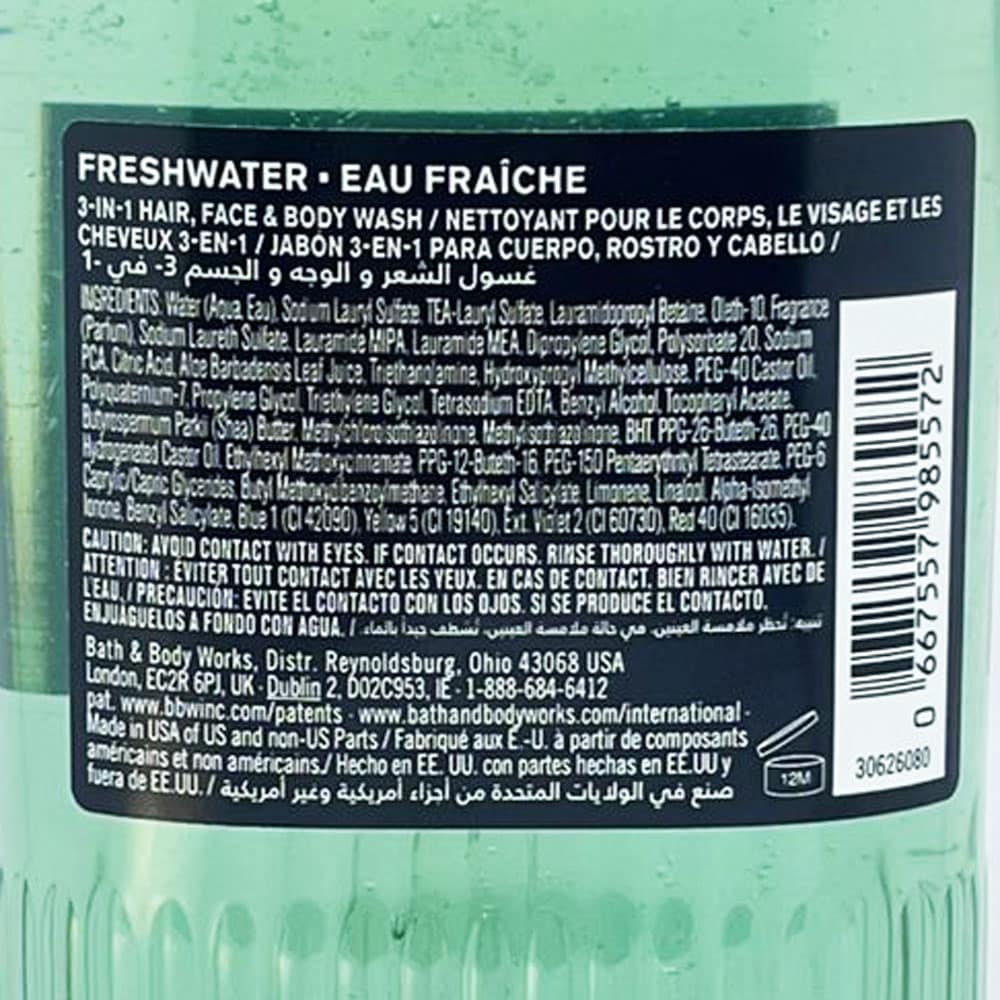 FRESHWATER • EAU FRAÎCHE
3-IN-1 HAIR, FACE & BODY WASH / NETTOYANT POUR LE CORPS, LE VISAGE ET LES
CHEVEUX 3-EN-1 / JABÓN 3-EN-1 PARA CUERPO, ROSTRO Y CABELLO /
غسول الشعر و الوجه و الجسم 3- في -1
INGREDIENTS. Water (Aqua, Eau), Sodium Lauryl Sulfate, TEA-Lauryl Sulfate, Lauramidopropyl Betaine, Oleth-10, Fragrance
(Parfum), Sodium Laureth Sulfate, Lauramide MIPA, Lauramide MEA, Dipropylene Glycol, Polysorbate 20, Sodium
PCA, Citric Acid, Aloe Barbadensis Leaf Juice, Triethanolamine, Hydroxypropyl Methylcellulose, PEG-40 Castor Oil,
Polyquaternium-7, Propylene Glycol, Triethylene Glycol, Tetrasodium EDTA, Benzyl Alcohol, Tocopheryl Acetate,
Butyrospermum Parkii (Shea) Butter, Methylchloroisothiazolinone, Methylisothiazolinone, BHT, PPG-26-Buteth-26, PEG-40
Hydrogenated Castor Oil, Ethylhexyl Methoxycinnamate, PPG-12-Buteth-16, PEG-150 Pentaerythrityl Tetrastearate, PEG-6
Caprylic/Capric Glycerides, Butyl Methoxydibenzoylmethane, Ethylhexyl Salicylate, Limonene, Linalool, Alpha-Isomethyl
Ionone, Benzyl Salicylate, Blue 1 (CI 42090), Yellow 5 (CI 19140), Ext. Violet 2 (CI 60730), Red 40 (CI 16035).
CAUTION: AVOID CONTACT WITH EYES. IF CONTACT OCCURS, RINSE THOROUGHLY WITH WATER. /
ATTENTION : ÉVITER TOUT CONTACT AVEC LES YEUX. EN CAS DE CONTACT, BIEN RINCER AVEC DE
L'EAU. / PRECAUCIÓN: EVITE EL CONTACTO CON LOS OJOS. SI SE PRODUCE EL CONTACTO,
ENJUÁGUELOS A FONDO CON AGUA. / تنبيه: تُحظر ملامسة العينين. في حالة ملامسة العينين، تُشطف جيداً بالماء.
Bath & Body Works, Distr. Reynoldsburg, Ohio 43068 USA
London, EC2R 6PJ, UK · Dublin 2, D02C953, IE · 1-888-684-6412
pat. www.bbwinc.com/patents · www.bathandbodyworks.com/international ·
Made in USA of US and non-US Parts / Fabriqué aux É.-U. à partir de composants
américains et non américains./ Hecho en EE. UU. con partes hechas en EE.UU y
fuera de EE.UU. / صنع في الولايات المتحدة من أجزاء أمريكية وغير أمريكية
12M
0 667557 985572
30626080